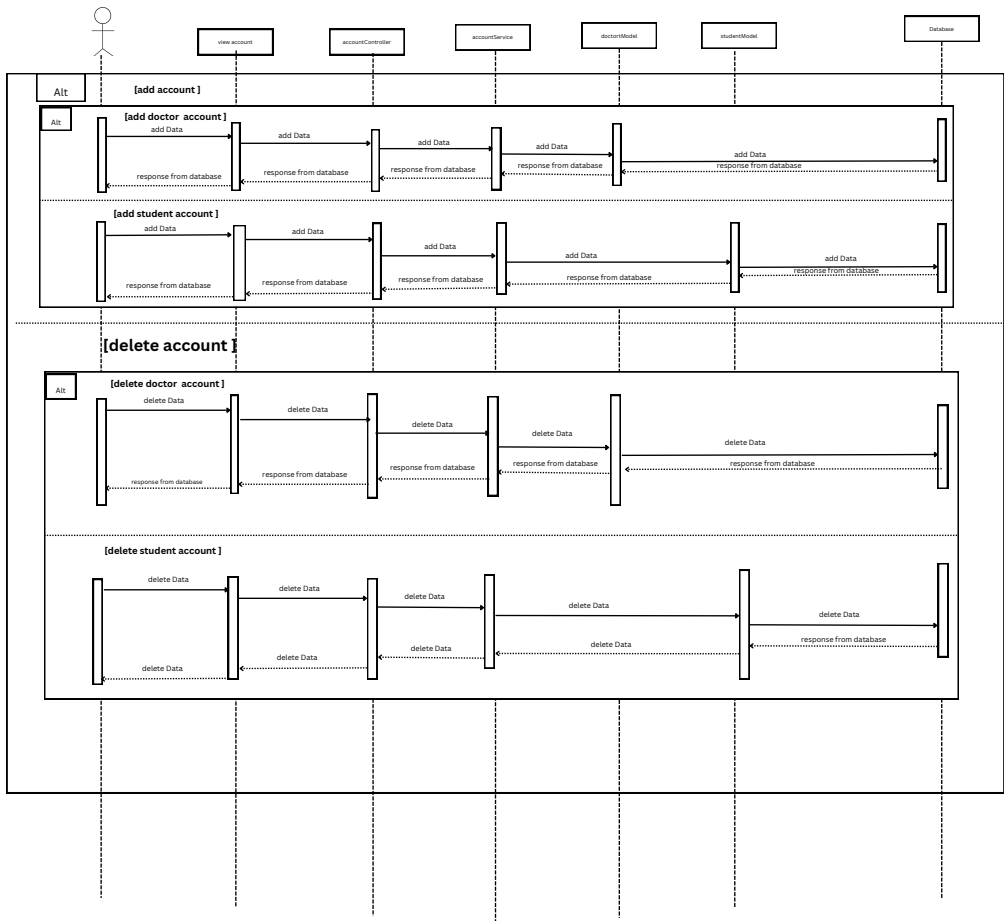 view account
accountController
accountService
doctortModel
studentModel
Database
Alt
[add account ]
Alt
[add doctor  account ]
add Data
add Data
add Data
add Data
add Data
response from database
response from database
response from database
response from database
response from database
[add student account ]
add Data
add Data
add Data
add Data
add Data
response from database
response from database
response from database
response from database
response from database
[delete account ]
Alt
[delete doctor  account ]
delete Data
delete Data
delete Data
delete Data
delete Data
response from database
response from database
response from database
response from database
response from database
[delete student account ]
delete Data
delete Data
delete Data
delete Data
delete Data
response from database
delete Data
delete Data
delete Data
delete Data